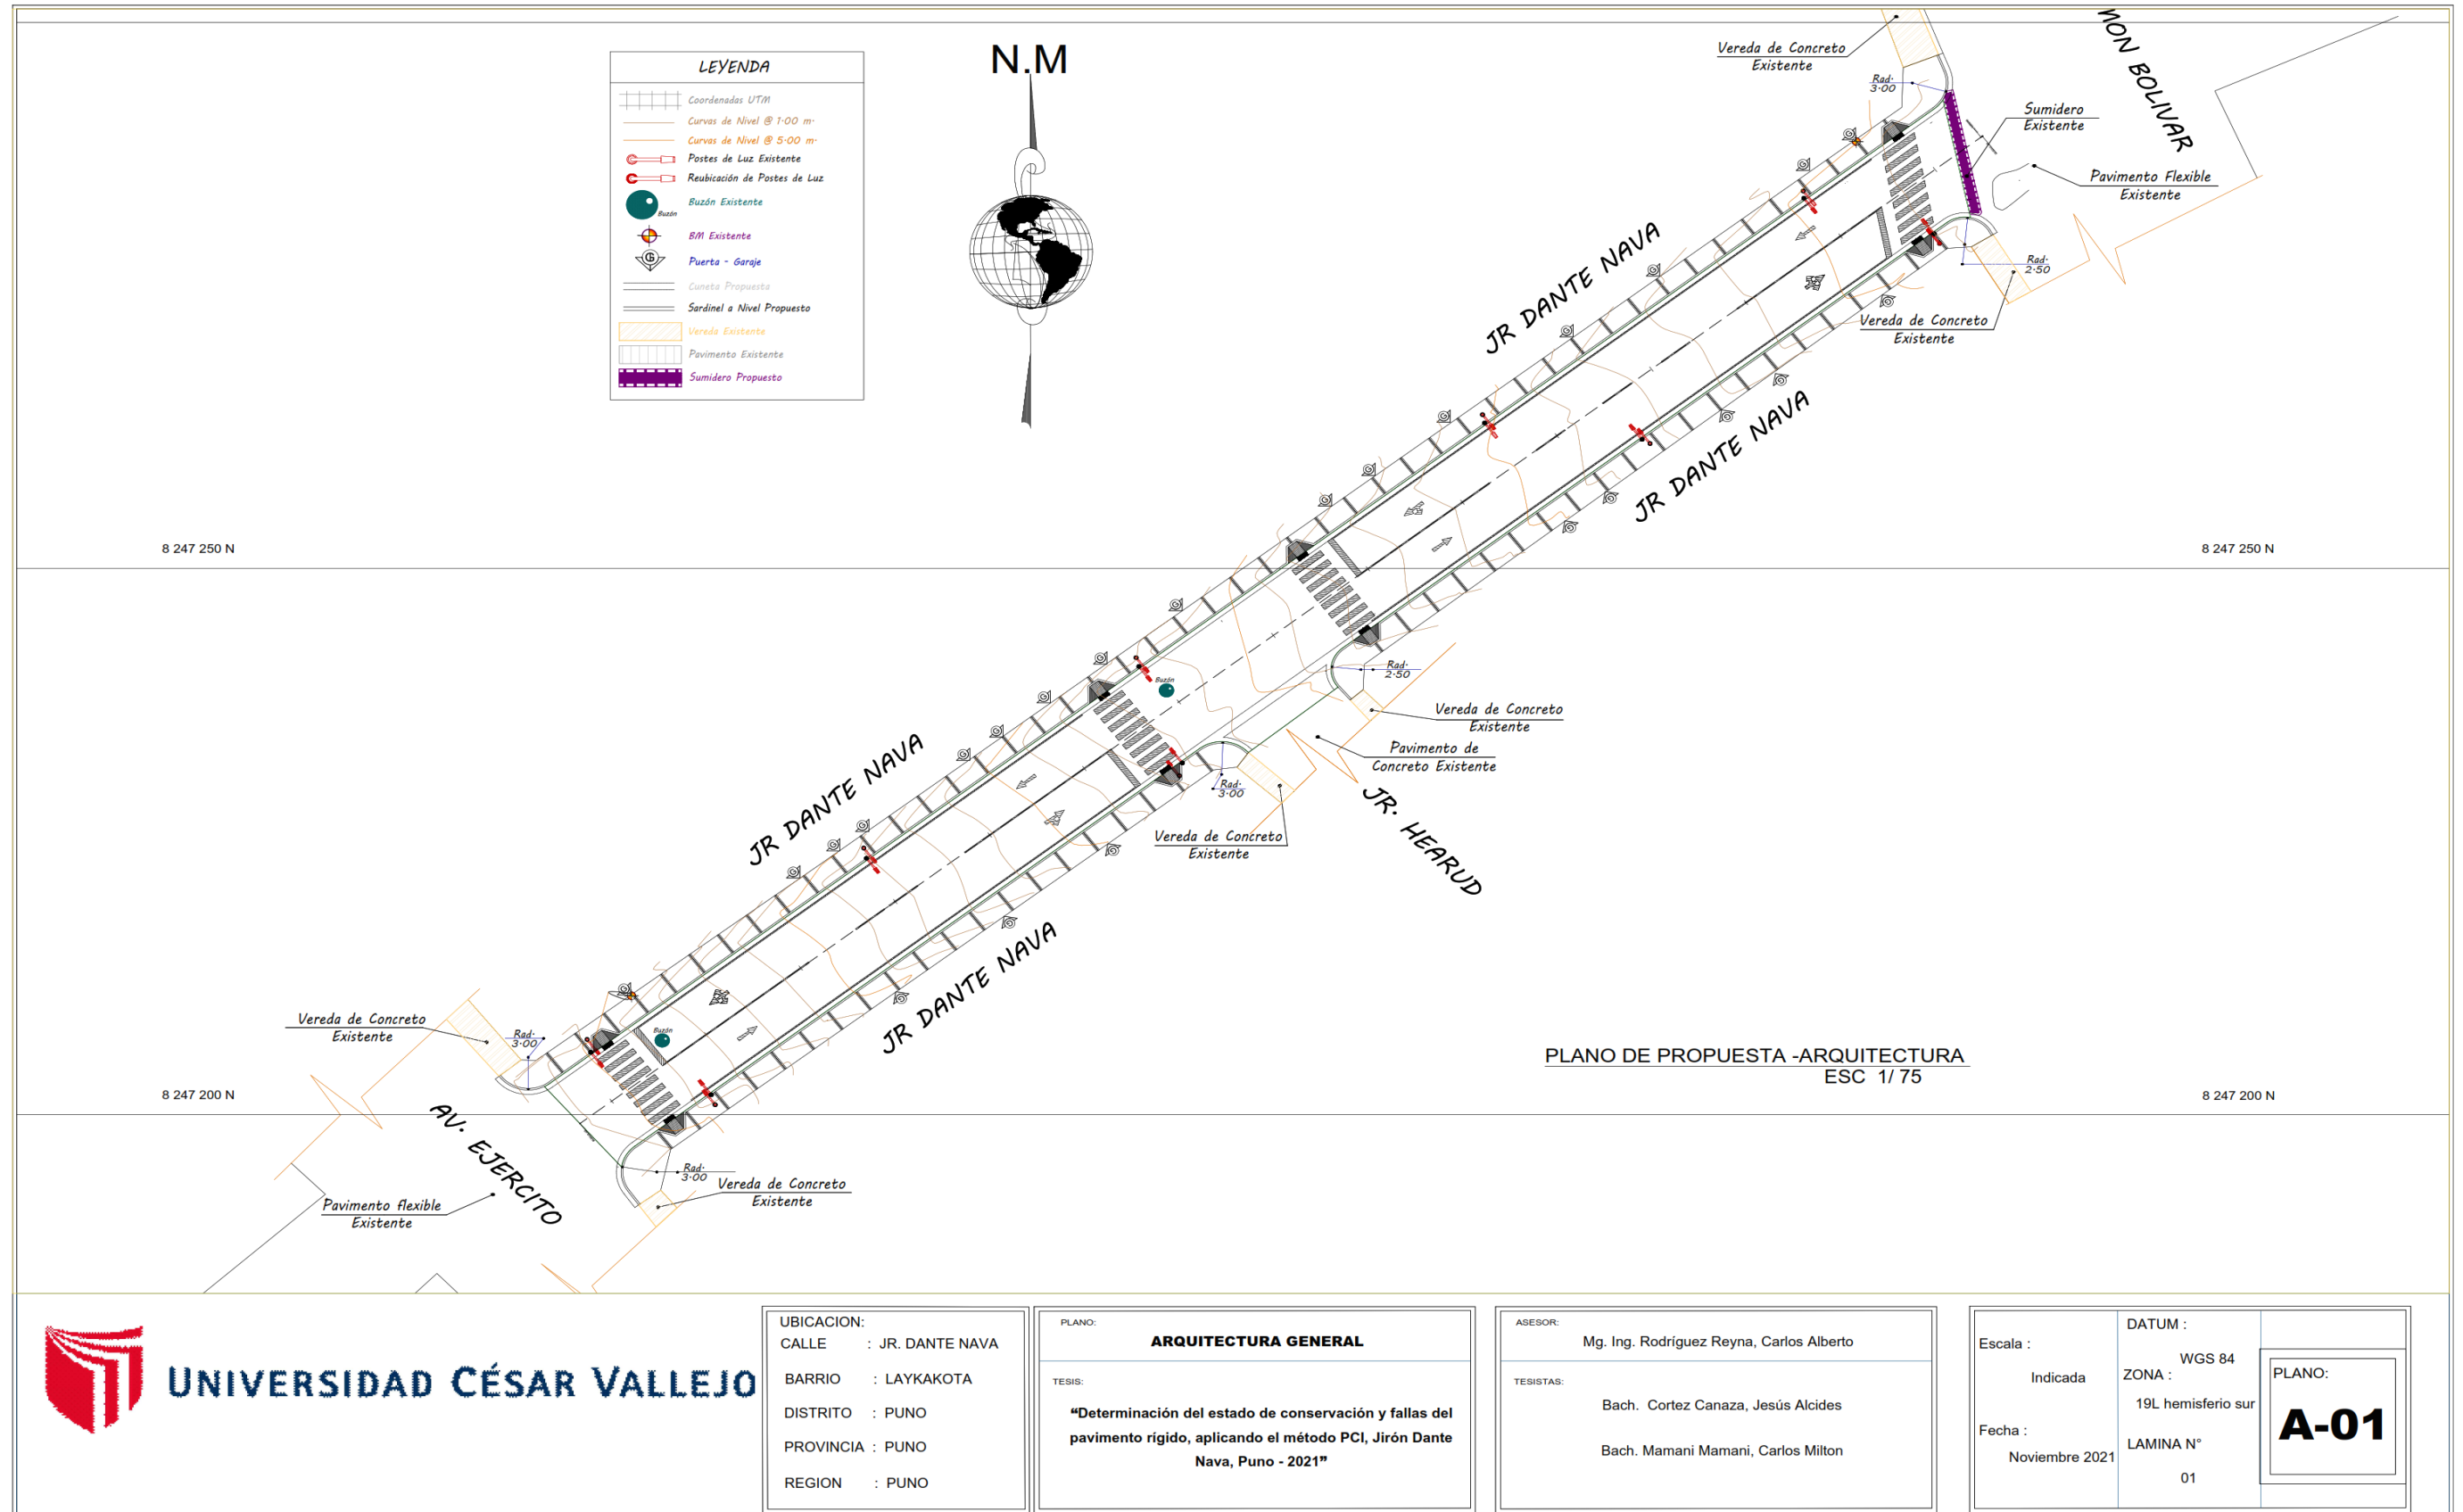 LEYENDA
Coordenadas UTM
Curvas de Nivel @ 1.00 m.
Curvas de Nivel @ 5.00 m.
Postes de Luz Existente
Reubicación de Postes de Luz
Buzón
Buzón Existente
BM Existente
G
Puerta - Garaje
Cuneta Propuesta
Sardinel a Nivel Propuesto
Vereda Existente
Pavimento Existente
Sumidero Propuesto
N.M
Vereda de Concreto
Existente
Rad.
3.00
MON BOLIVAR
Sumidero
Existente
Pavimento Flexible
Existente
Rad.
2.50
Vereda de Concreto
Existente
JR DANTE NAVA
JR DANTE NAVA
8 247 250 N
8 247 250 N
Rad.
2.50
Vereda de Concreto
Existente
Pavimento de
Concreto Existente
Buzón
Rad.
3.00
Vereda de Concreto
Existente
JR. HEARUD
JR DANTE NAVA
JR DANTE NAVA
Vereda de Concreto
Existente
Rad.
3.00
Buzón
8 247 200 N
8 247 200 N
AV. EJERCITO
Rad.
3.00
Vereda de Concreto
Existente
Pavimento flexible
Existente
PLANO DE PROPUESTA -ARQUITECTURA
ESC 1/ 75
UNIVERSIDAD CÉSAR VALLEJO
UBICACION:
CALLE : JR. DANTE NAVA
BARRIO : LAYKAKOTA
DISTRITO : PUNO
PROVINCIA : PUNO
REGION : PUNO
PLANO:
ARQUITECTURA GENERAL
TESIS:
“Determinación del estado de conservación y fallas del
pavimento rígido, aplicando el método PCI, Jirón Dante
Nava, Puno - 2021”
ASESOR:
Mg. Ing. Rodríguez Reyna, Carlos Alberto
TESISTAS:
Bach. Cortez Canaza, Jesús Alcides
Bach. Mamani Mamani, Carlos Milton
Escala :
Indicada
Fecha :
Noviembre 2021
DATUM :
WGS 84
ZONA :
19L hemisferio sur
LAMINA N°
01
PLANO:
A-01